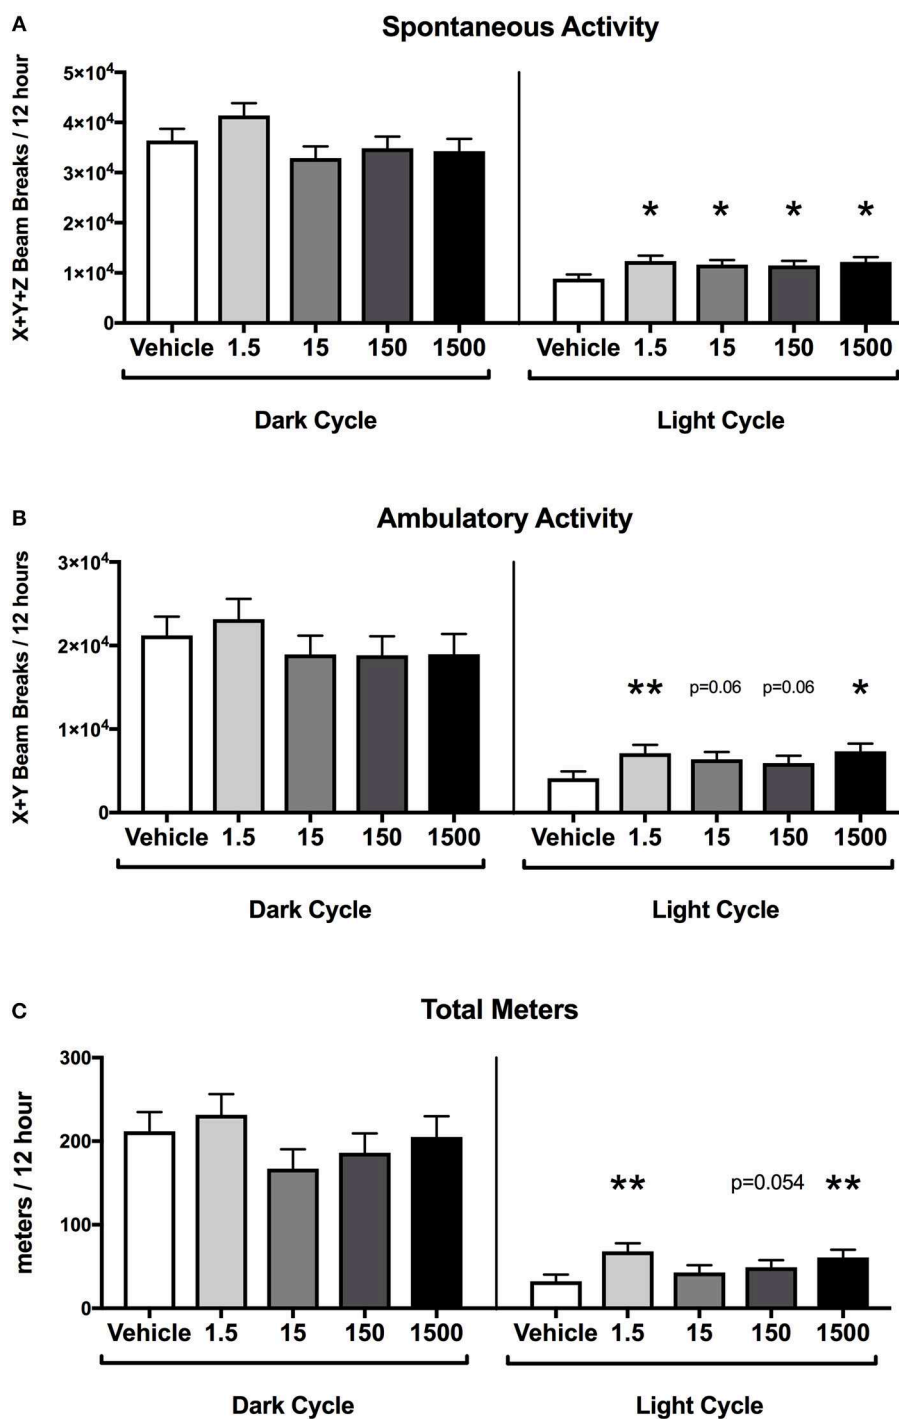 A
Spontaneous Activity
X+Y+Z Beam Breaks / 12 hour
5×10⁴
4×10⁴
3×10⁴
2×10⁴
1×10⁴
0
* * * *
Vehicle 1.5 15 150 1500 Vehicle 1.5 15 150 1500
Dark Cycle Light Cycle
B
Ambulatory Activity
X+Y Beam Breaks / 12 hours
3×10⁴
2×10⁴
1×10⁴
0
** p=0.06 p=0.06 *
Vehicle 1.5 15 150 1500 Vehicle 1.5 15 150 1500
Dark Cycle Light Cycle
C
Total Meters
meters / 12 hour
300
200
100
0
** p=0.054 **
Vehicle 1.5 15 150 1500 Vehicle 1.5 15 150 1500
Dark Cycle Light Cycle